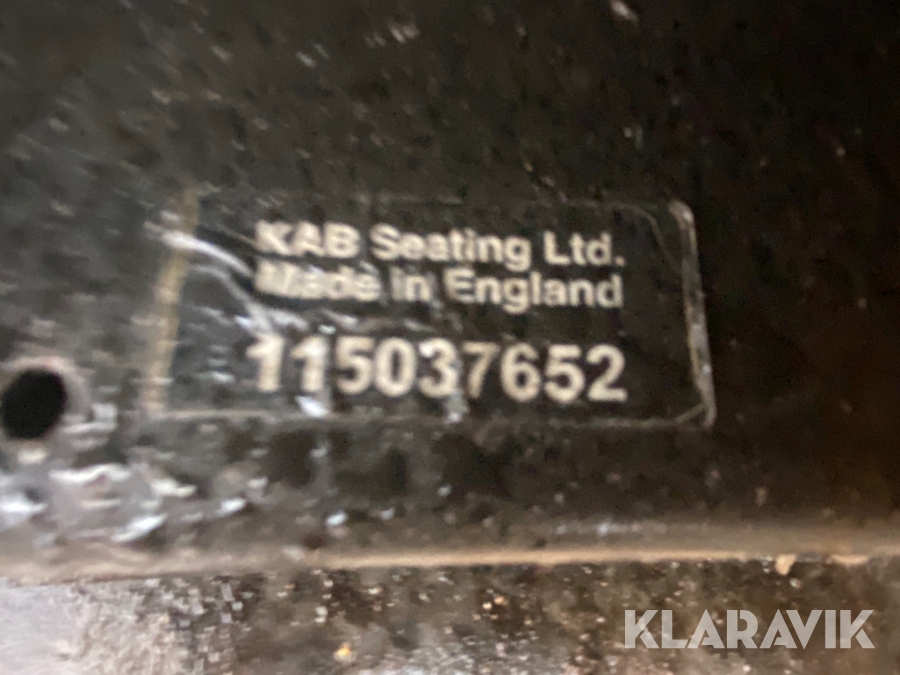 KAB Seating Ltd.
Made in England
115037652
KLARAVIK